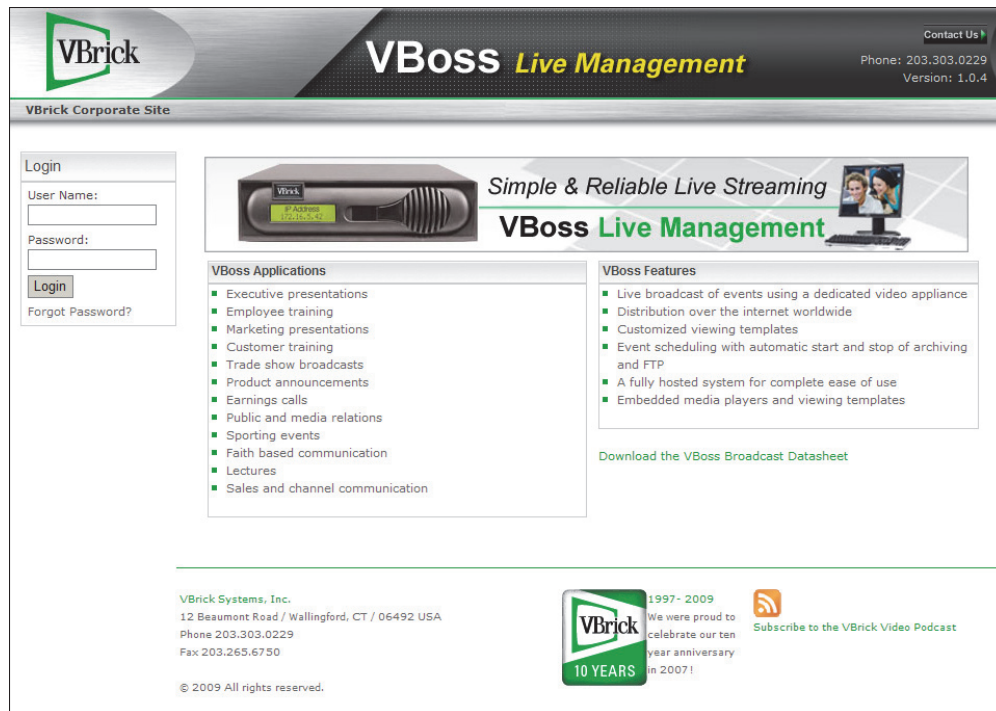 VBrick
VBoss Live Management
Contact Us
Phone: 203.303.0229
Version: 1.0.4
VBrick Corporate Site
Login
User Name:
Password:
Login
Forgot Password?
VBrick
IP Address
172.16.5.42
Simple & Reliable Live Streaming
VBoss Live Management
VBoss Applications
Executive presentations
Employee training
Marketing presentations
Customer training
Trade show broadcasts
Product announcements
Earnings calls
Public and media relations
Sporting events
Faith based communication
Lectures
Sales and channel communication
VBoss Features
Live broadcast of events using a dedicated video appliance
Distribution over the internet worldwide
Customized viewing templates
Event scheduling with automatic start and stop of archiving
and FTP
A fully hosted system for complete ease of use
Embedded media players and viewing templates
Download the VBoss Broadcast Datasheet
VBrick Systems, Inc.
12 Beaumont Road / Wallingford, CT / 06492 USA
Phone 203.303.0229
Fax 203.265.6750
© 2009 All rights reserved.
VBrick
10 YEARS
1997- 2009
We were proud to
celebrate our ten
year anniversary
in 2007!
Subscribe to the VBrick Video Podcast